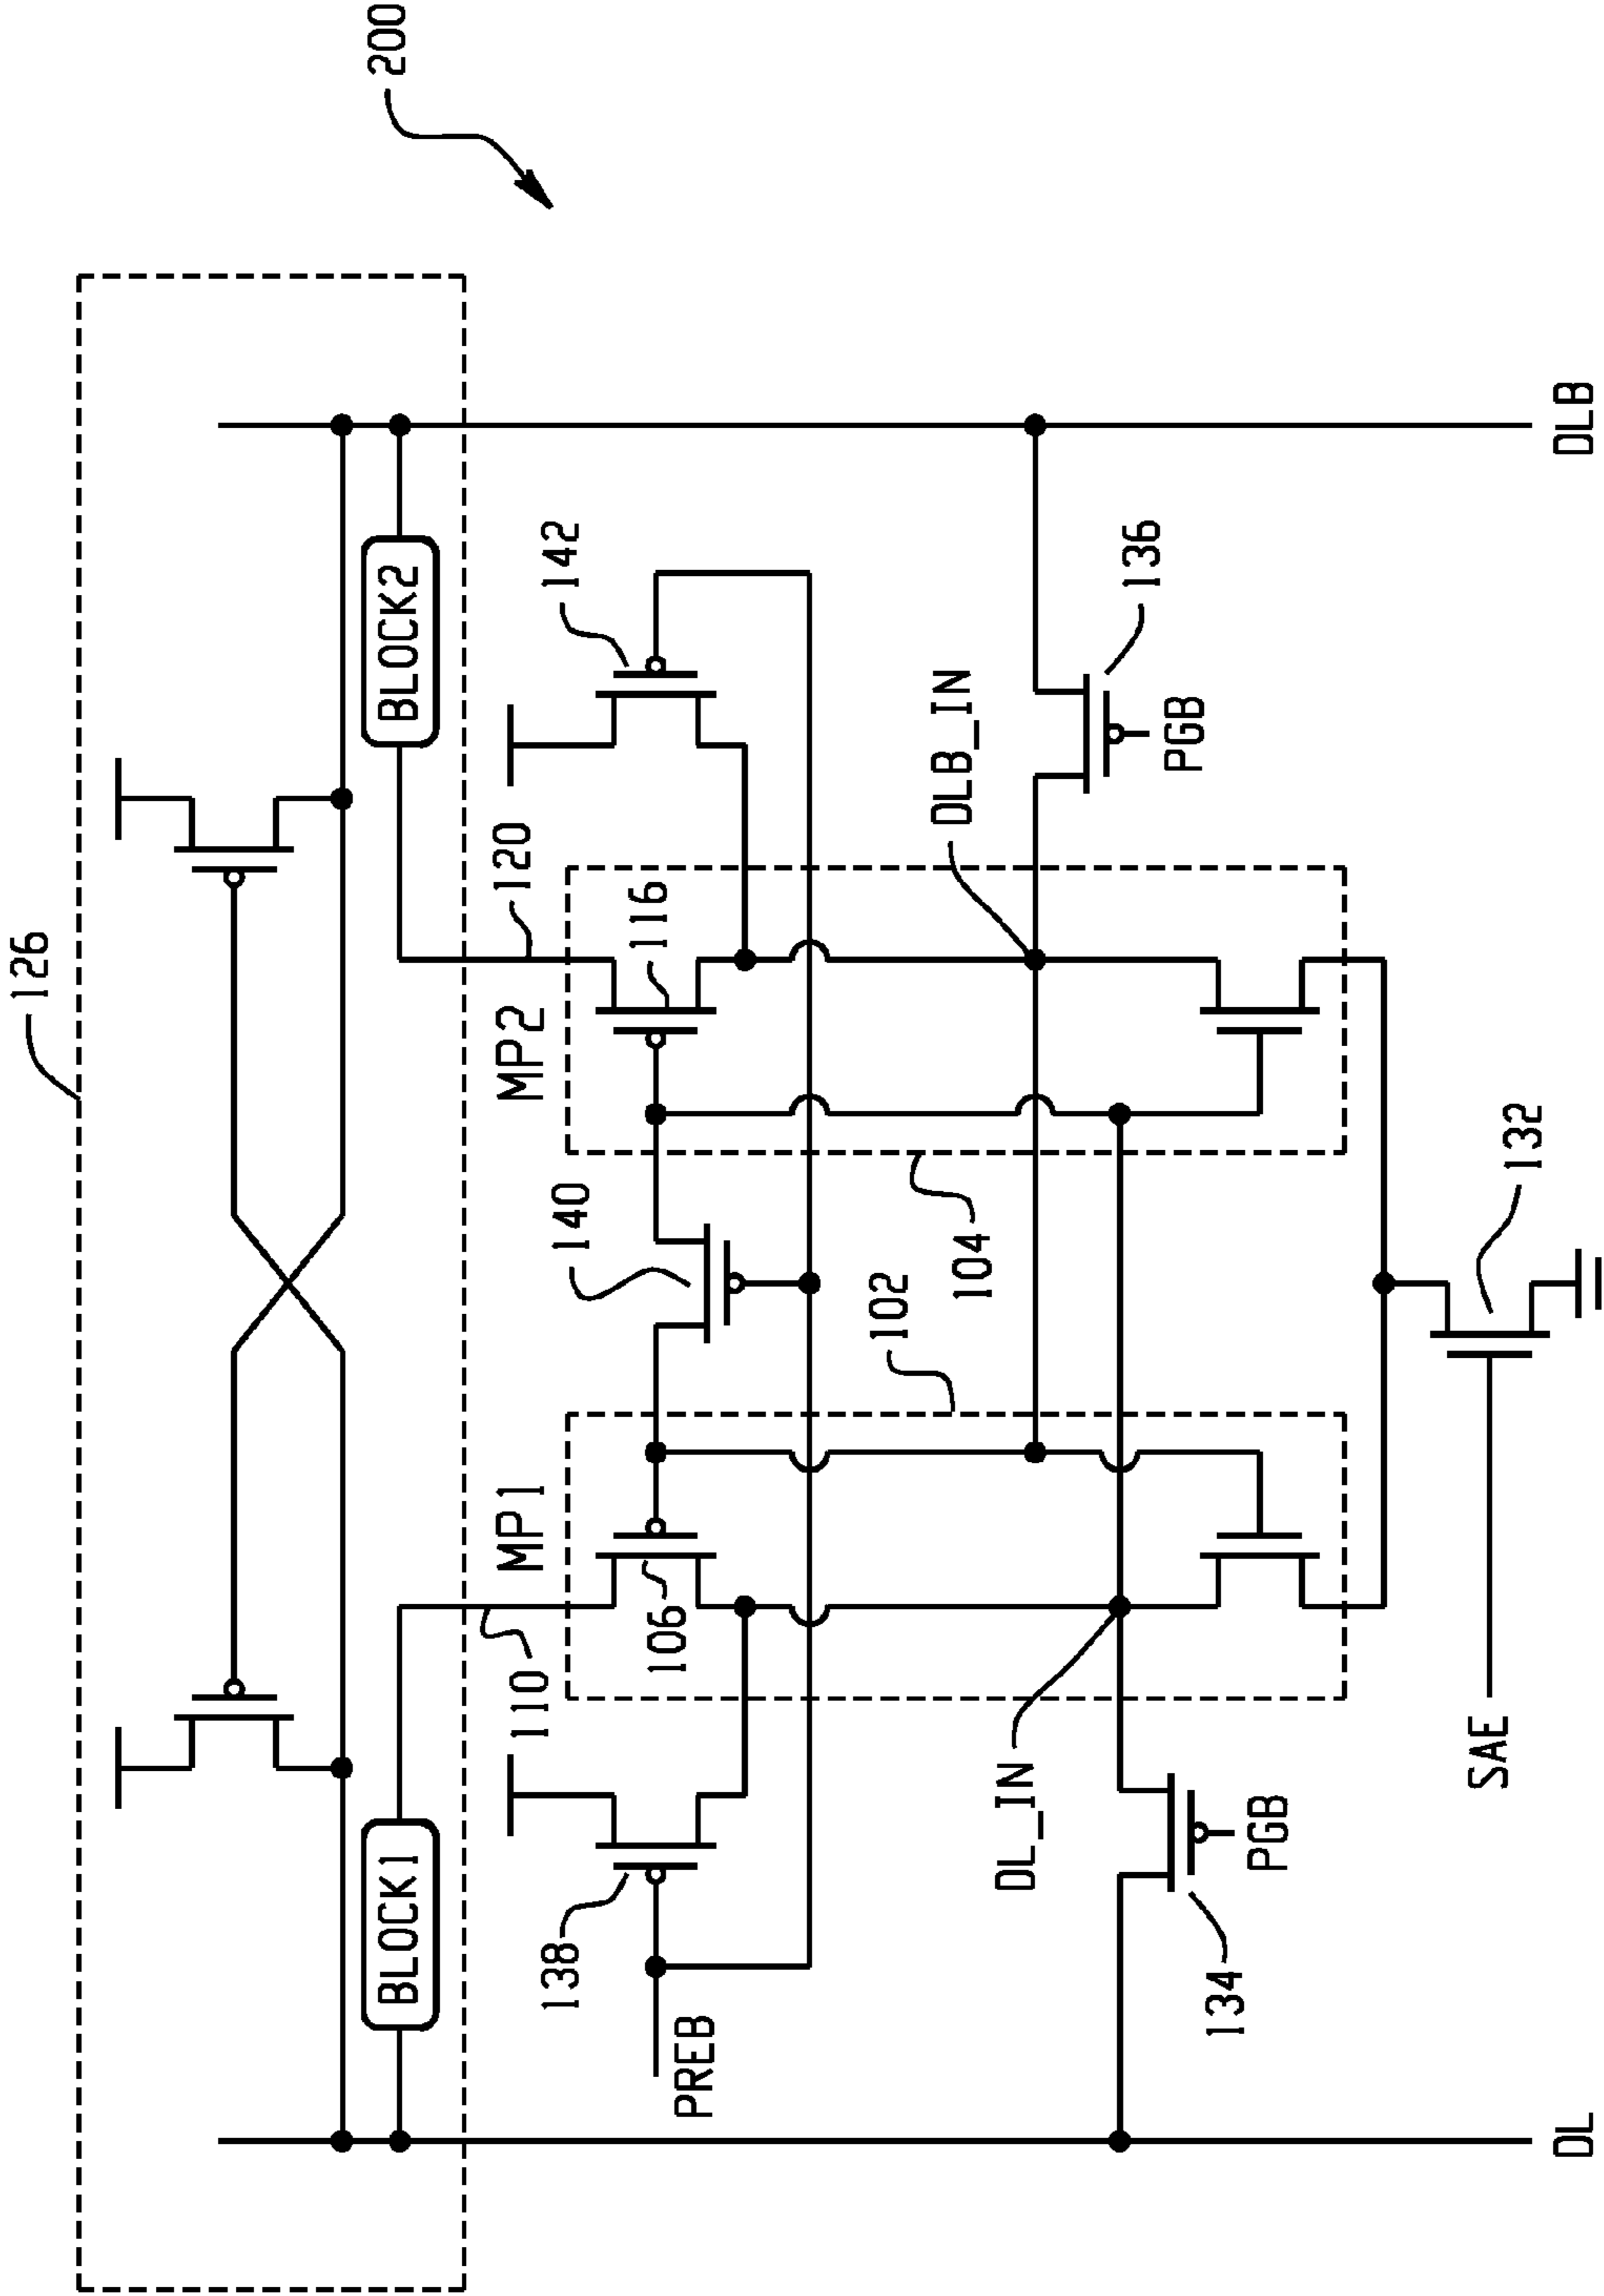 200
126
BLOCK1
BLOCK2
110
MP1
MP2
120
138
106
140
116
142
PREB
102
104
DL_IN
DLB_IN
134
PGB
136
PGB
SAE
132
DL
DLB